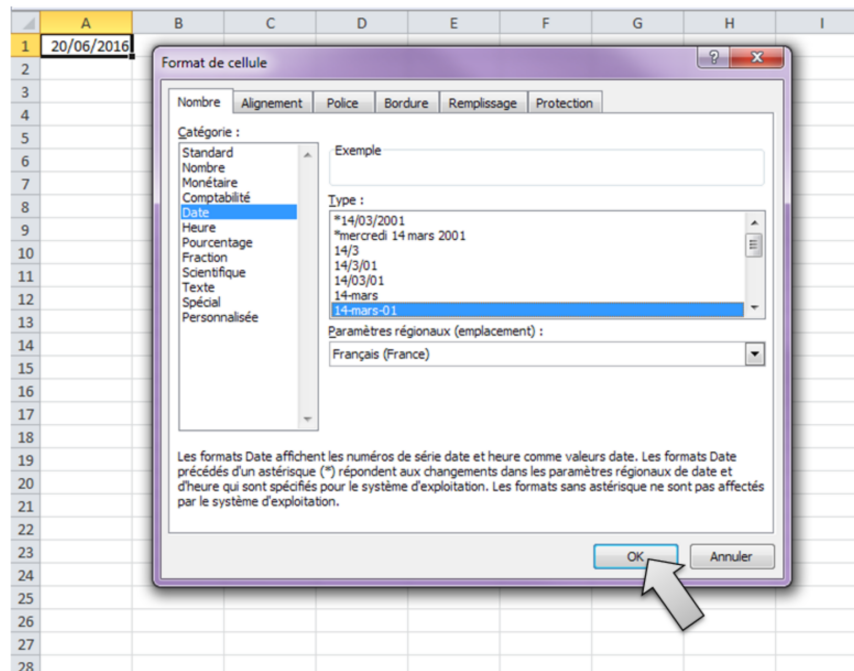 A B C D E F G H I
1 20/06/2016
2
3
4
5
6
7
8
9
10
11
12
13
14
15
16
17
18
19
20
21
22
23
24
25
26
27
28
Format de cellule
Nombre Alignement Police Bordure Remplissage Protection
Catégorie :
Standard
Nombre
Monétaire
Comptabilité
Date
Heure
Pourcentage
Fraction
Scientifique
Texte
Spécial
Personnalisée
Exemple
Type :
*14/03/2001
*mercredi 14 mars 2001
14/3
14/3/01
14/03/01
14-mars
14-mars-01
Paramètres régionaux (emplacement) :
Français (France)
Les formats Date affichent les numéros de série date et heure comme valeurs date. Les formats Date
précédés d'un astérisque (*) répondent aux changements dans les paramètres régionaux de date et
d'heure qui sont spécifiés pour le système d'exploitation. Les formats sans astérisque ne sont pas affectés
par le système d'exploitation.
OK Annuler